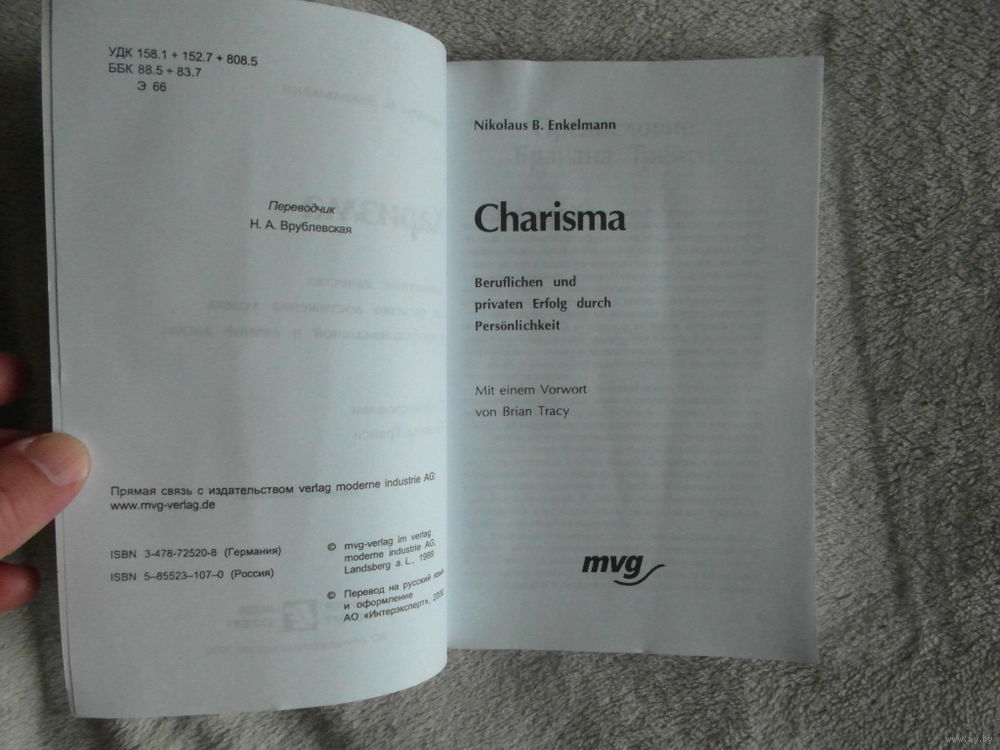 УДК 158.1 + 152.7 + 808.5
ББК 88.5 + 83.7
Э 66
Переводчик
Н. А. Врублевская
Прямая связь с издательством verlag moderne industrie AG:
www.mvg-verlag.de
ISBN 3-478-72520-8 (Германия)
ISBN 5-85523-107-0 (Россия)
© mvg-verlag im verlag
moderne industrie AG,
Landsberg a. L., 1999
© Перевод на русский язык
и оформление
АО «Интерэксперт», 2000
Nikolaus B. Enkelmann
Charisma
Beruflichen und
privaten Erfolg durch
Persönlichkeit
Mit einem Vorwort
von Brian Tracy
mvg
www.ay.by